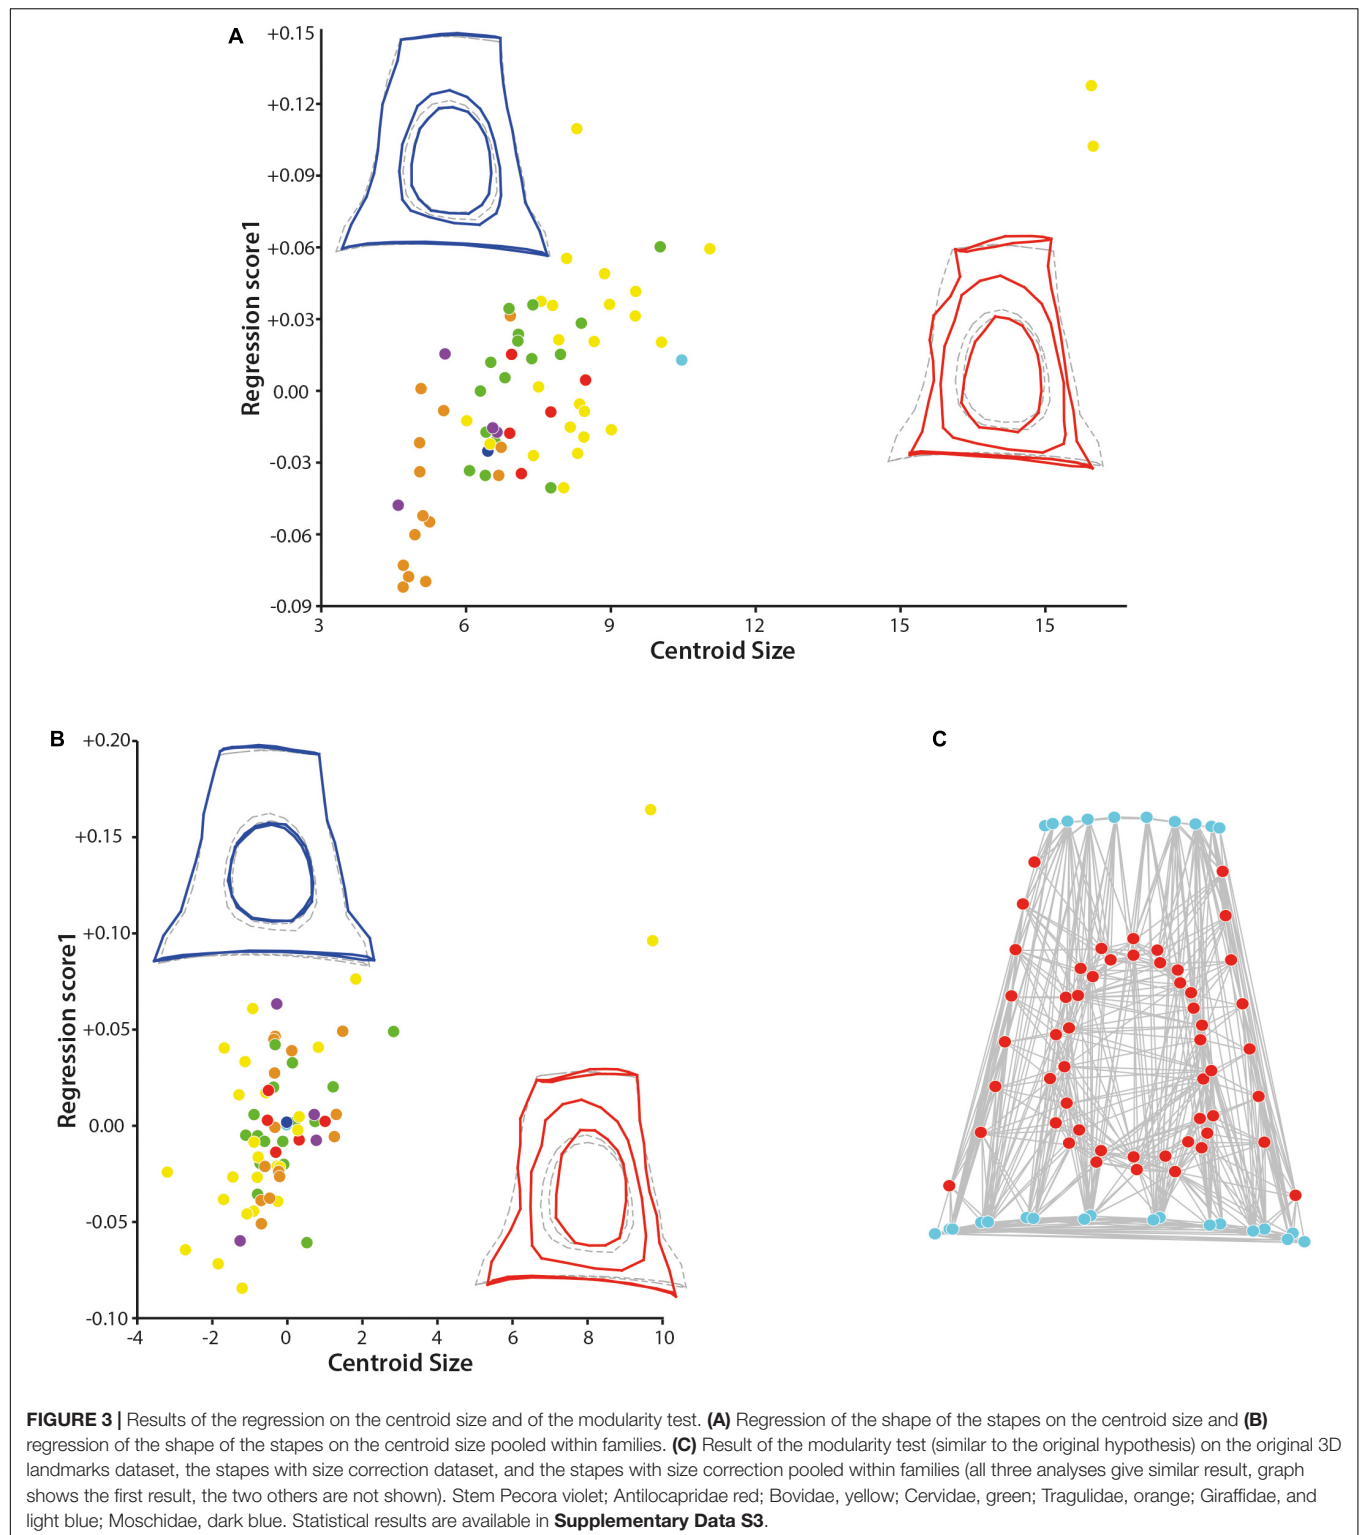 A
+0.15
+0.12
+0.09
+0.06
+0.03
0.00
-0.03
-0.06
-0.09
Regression score1
3 6 9 12 15 15
Centroid Size
B
+0.20
+0.15
+0.10
+0.05
0.00
-0.05
-0.10
Regression score1
-4 -2 0 2 4 6 8 10
Centroid Size
C
FIGURE 3 | Results of the regression on the centroid size and of the modularity test. (A) Regression of the shape of the stapes on the centroid size and (B)
regression of the shape of the stapes on the centroid size pooled within families. (C) Result of the modularity test (similar to the original hypothesis) on the original 3D
landmarks dataset, the stapes with size correction dataset, and the stapes with size correction pooled within families (all three analyses give similar result, graph
shows the first result, the two others are not shown). Stem Pecora violet; Antilocapridae red; Bovidae, yellow; Cervidae, green; Tragulidae, orange; Giraffidae, and
light blue; Moschidae, dark blue. Statistical results are available in Supplementary Data S3.